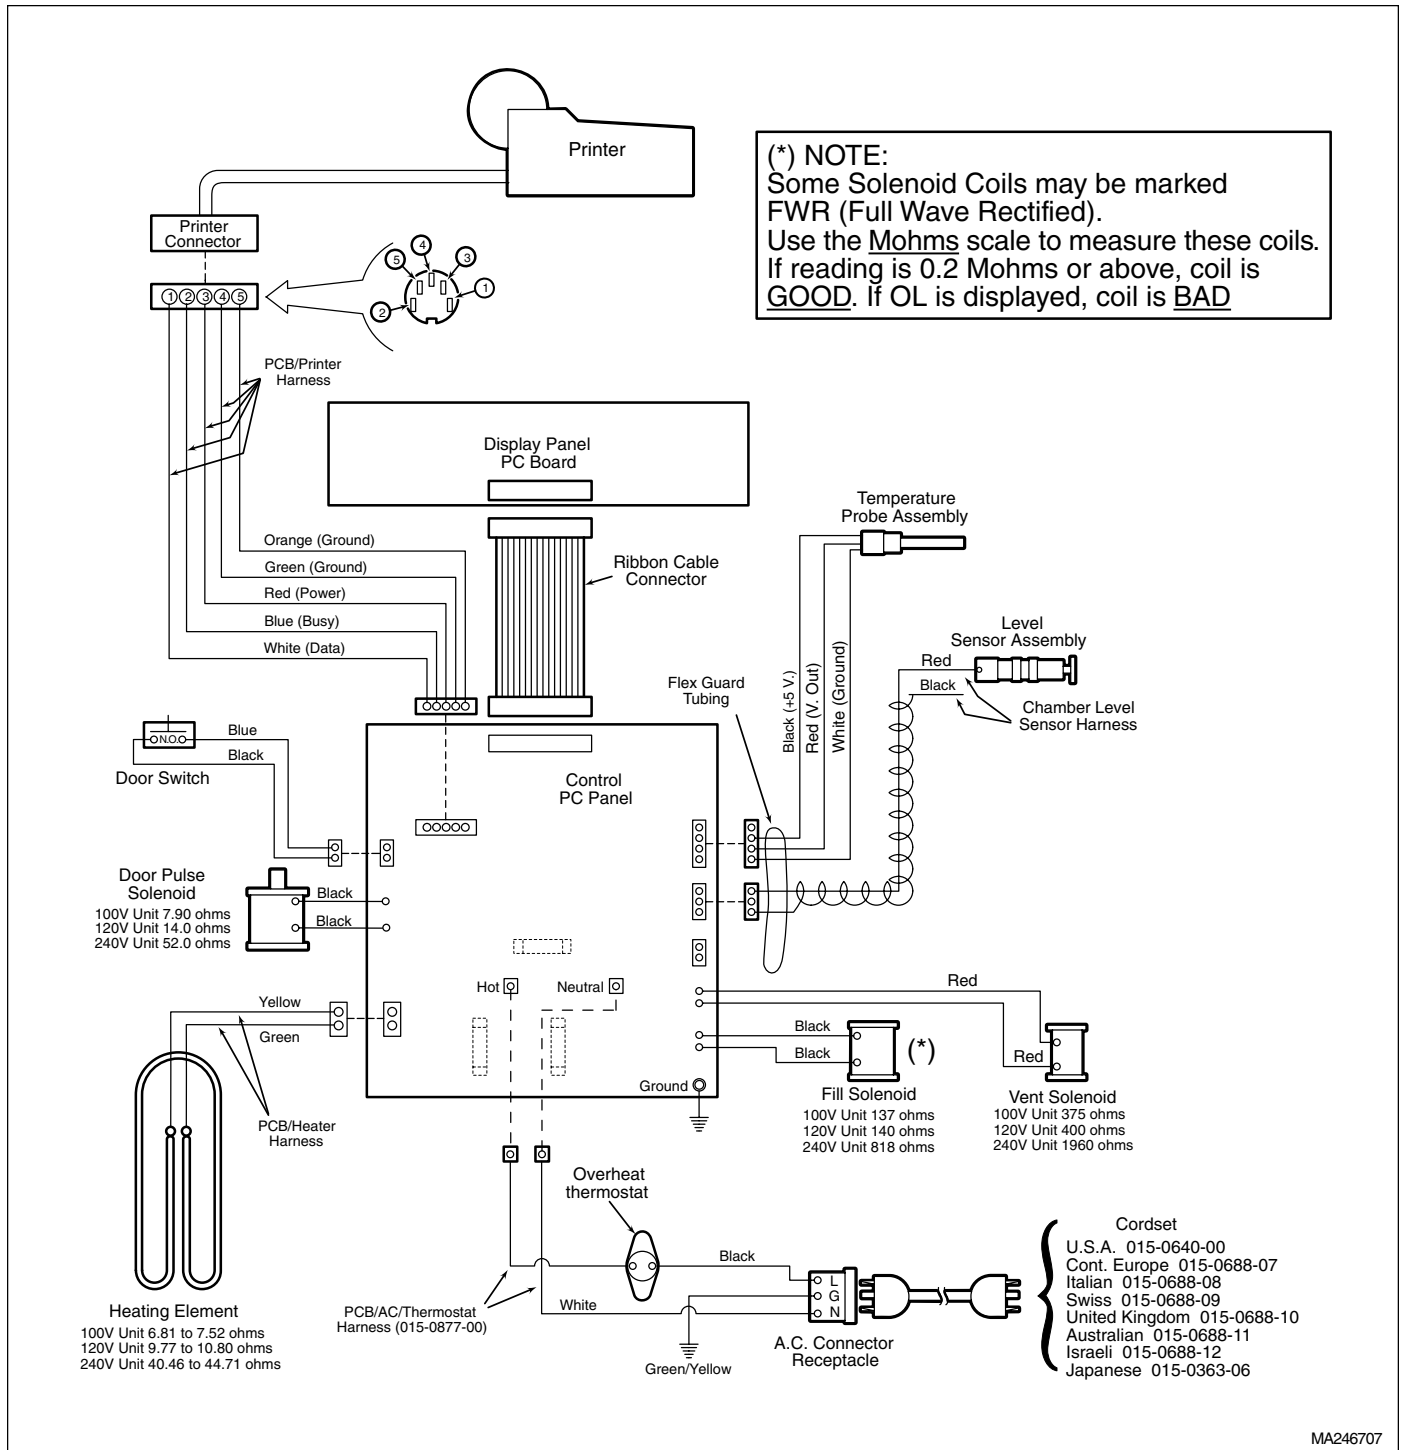 Printer
(*) NOTE:
Some Solenoid Coils may be marked
FWR (Full Wave Rectified).
Use the Mohms scale to measure these coils.
If reading is 0.2 Mohms or above, coil is
GOOD. If OL is displayed, coil is BAD
Printer
Connector
1 2 3 4 5
4
5
3
1
2
PCB/Printer
Harness
Display Panel
PC Board
Temperature
Probe Assembly
Orange (Ground)
Green (Ground)
Red (Power)
Blue (Busy)
White (Data)
Ribbon Cable
Connector
Level
Sensor Assembly
Red
Black
Chamber Level
Sensor Harness
Flex Guard
Tubing
Black (+5 V.)
Red (V. Out)
White (Ground)
N.O.
Blue
Black
Door Switch
Control
PC Panel
Door Pulse
Solenoid
100V Unit 7.90 ohms
120V Unit 14.0 ohms
240V Unit 52.0 ohms
Black
Black
Hot
Neutral
Red
Red
Yellow
Green
Black
Black
(*)
Ground
Fill Solenoid
100V Unit 137 ohms
120V Unit 140 ohms
240V Unit 818 ohms
Vent Solenoid
100V Unit 375 ohms
120V Unit 400 ohms
240V Unit 1960 ohms
PCB/Heater
Harness
Overheat
thermostat
Black
White
L
G
N
PCB/AC/Thermostat
Harness (015-0877-00)
Green/Yellow
A.C. Connector
Receptacle
Heating Element
100V Unit 6.81 to 7.52 ohms
120V Unit 9.77 to 10.80 ohms
240V Unit 40.46 to 44.71 ohms
Cordset
U.S.A. 015-0640-00
Cont. Europe 015-0688-07
Italian 015-0688-08
Swiss 015-0688-09
United Kingdom 015-0688-10
Australian 015-0688-11
Israeli 015-0688-12
Japanese 015-0363-06
MA246707